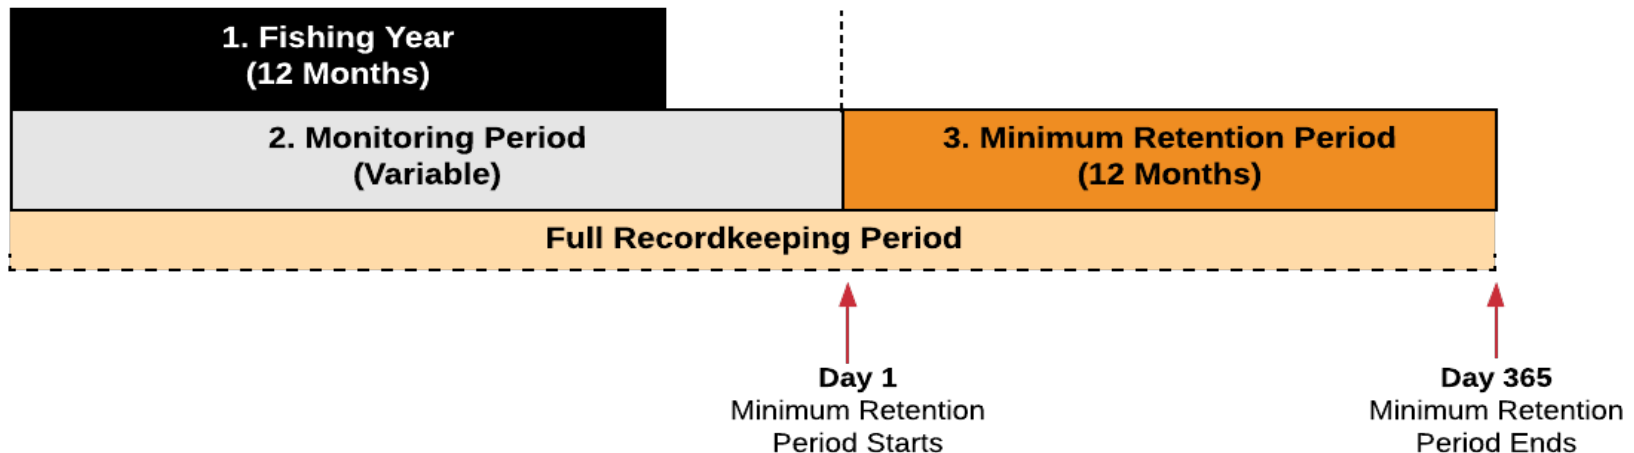 1. Fishing Year
(12 Months)
2. Monitoring Period
(Variable)
3. Minimum Retention Period
(12 Months)
Full Recordkeeping Period
Day 1
Minimum Retention
Period Starts
Day 365
Minimum Retention
Period Ends